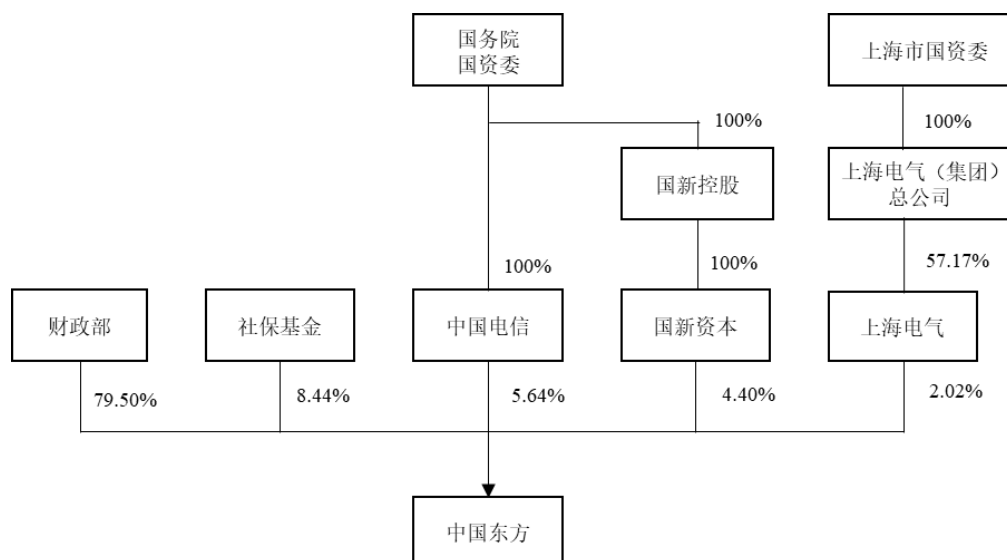 国务院
国资委
上海市国资委
100%
100%
国新控股
上海电气（集团）
总公司
100%
100%
57.17%
财政部
社保基金
中国电信
国新资本
上海电气
79.50%
8.44%
5.64%
4.40%
2.02%
中国东方